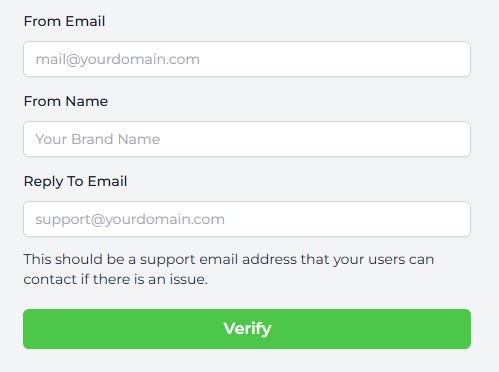 From Email
mail@yourdomain.com
From Name
Your Brand Name
Reply To Email
support@yourdomain.com
This should be a support email address that your users can
contact if there is an issue.
Verify